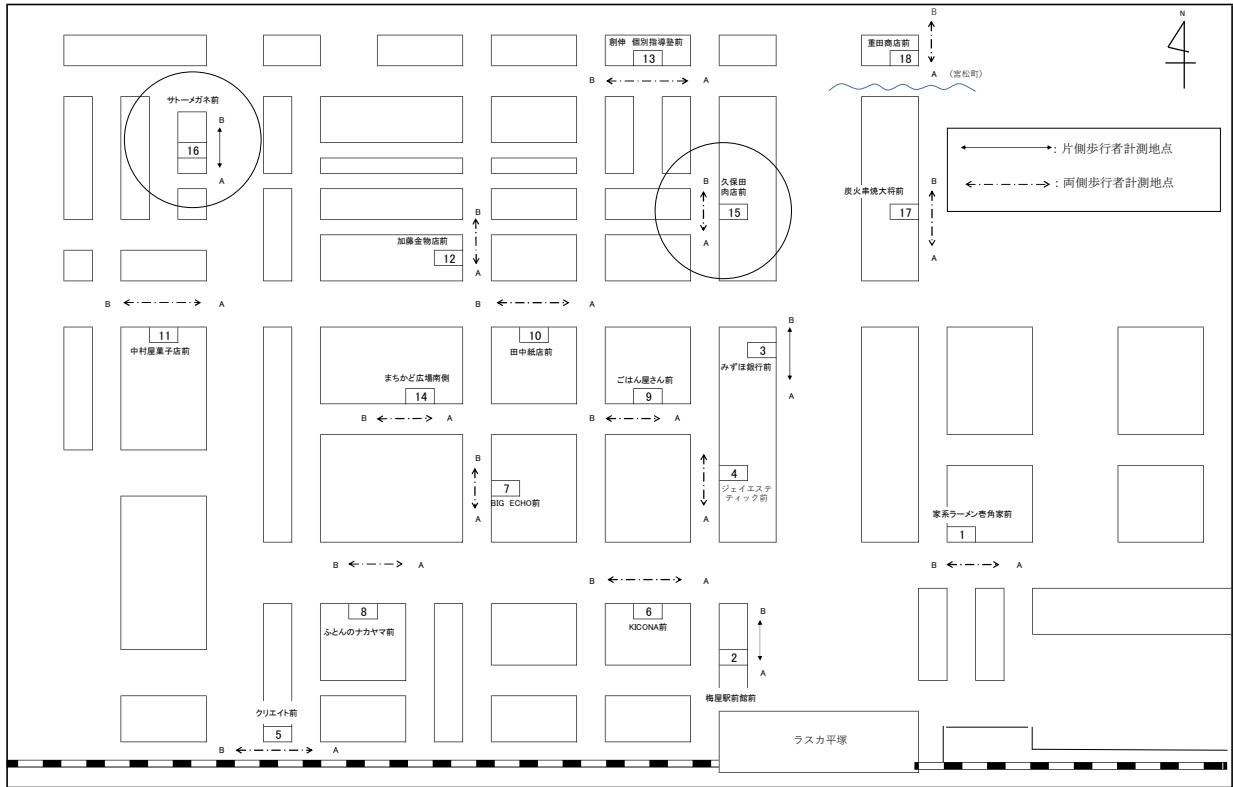 B
創伸 個別指導塾前
13
B
A
重田商店前
18
A
(宮松町)
N
サトーメガネ前
B
16
A
久保田
肉店前
B
15
A
炭火串焼大将前
B
17
A
:片側歩行者計測地点
:両側歩行者計測地点
加藤金物店前
B
12
A
B
A
11
中村屋菓子店前
B
A
10
田中紙店前
B
3
みずほ銀行前
A
まちかど広場南側
14
B
A
ごはん屋さん前
9
B
A
B
7
BIG ECHO前
A
4
ジェイエステ
ティック前
家系ラーメン壱角家前
1
B
A
B
A
8
ふとんのナカヤマ前
B
A
6
KICONA前
B
2
A
梅屋駅前館前
クリエイト前
5
B
A
ラスカ平塚